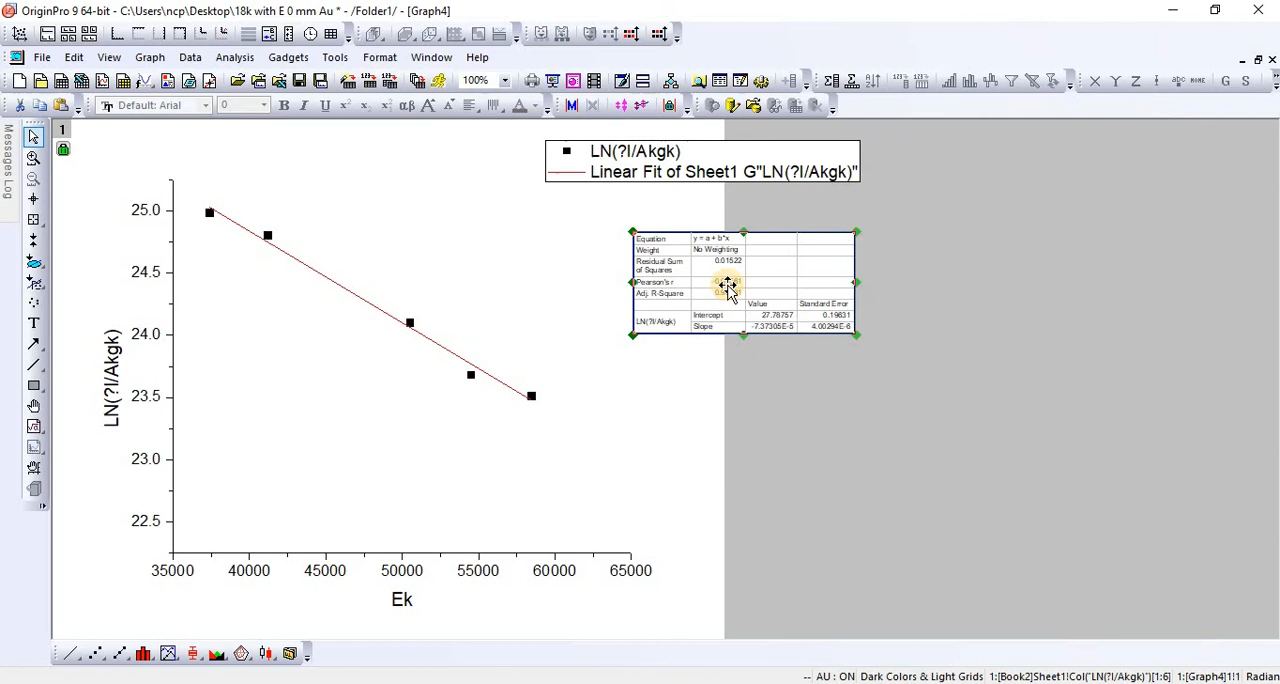 OriginPro 9 64-bit - C:\Users\ncp\Desktop\18k with E 0 mm Au * - /Folder1/ - [Graph4]
File Edit View Graph Data Analysis Gadgets Tools Format Window Help
100%
Default: Arial 0 B I U
Messages Log
1
LN(?I/Akgk)
Linear Fit of Sheet1 G"LN(?I/Akgk)"
25.0
24.5
24.0
23.5
23.0
22.5
LN(?I/Akgk)
35000 40000 45000 50000 55000 60000 65000
Ek
Equation y = a + b*x
Weight No Weighting
Residual Sum of Squares 0.01522
Pearson's r
Adj. R-Square
Value Standard Error
LN(?I/Akgk) Intercept 27.78757 0.19631
Slope -7.37305E-5 4.00294E-6
-- AU : ON Dark Colors & Light Grids 1:[Book2]Sheet1!Col("LN(?I/Akgk)")[1:6] 1:[Graph4]1!1 Radian